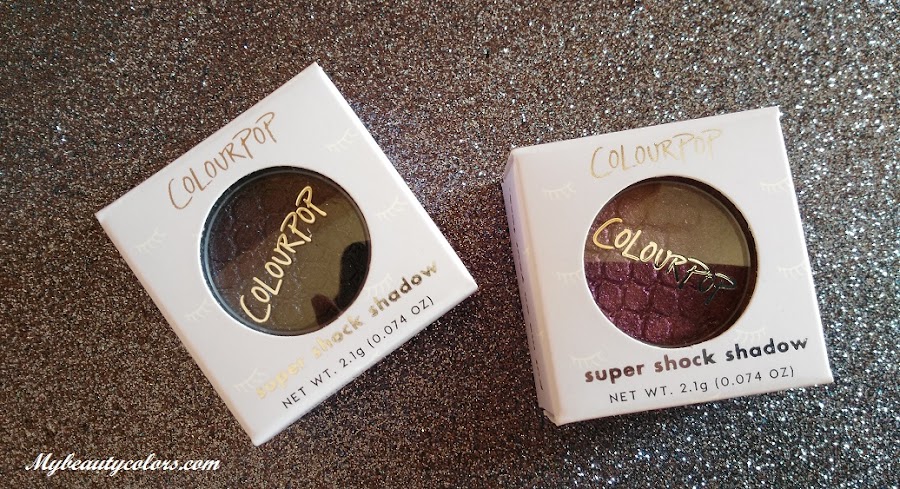 COLOURPOP
COLOURPOP
super shock shadow
NET WT. 2.1g (0.074 OZ)
COLOURPOP
COLOURPOP
super shock shadow
NET WT. 2.1g (0.074 OZ)
Mybeautycolors.com